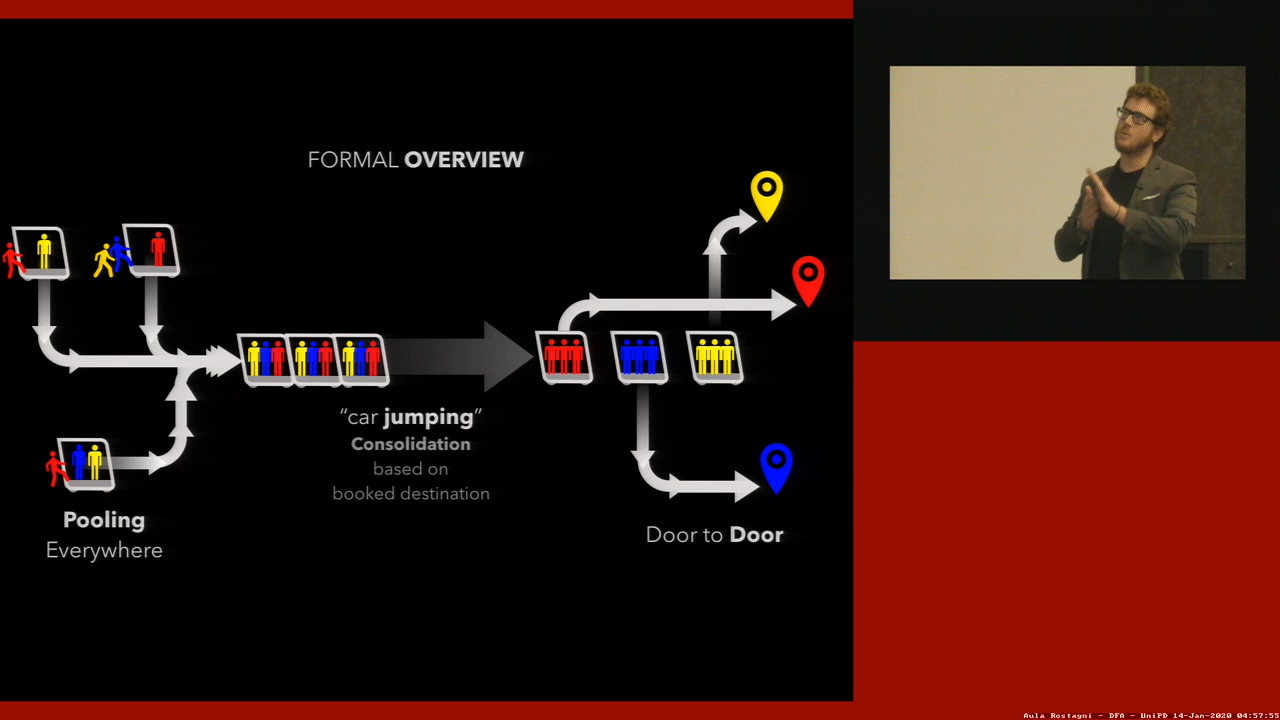 FORMAL OVERVIEW
"car jumping"
Consolidation
based on
booked destination
Pooling
Everywhere
Door to Door
Aula Rostagni - DFA - UniPD 14-Jan-2020 04:57:55